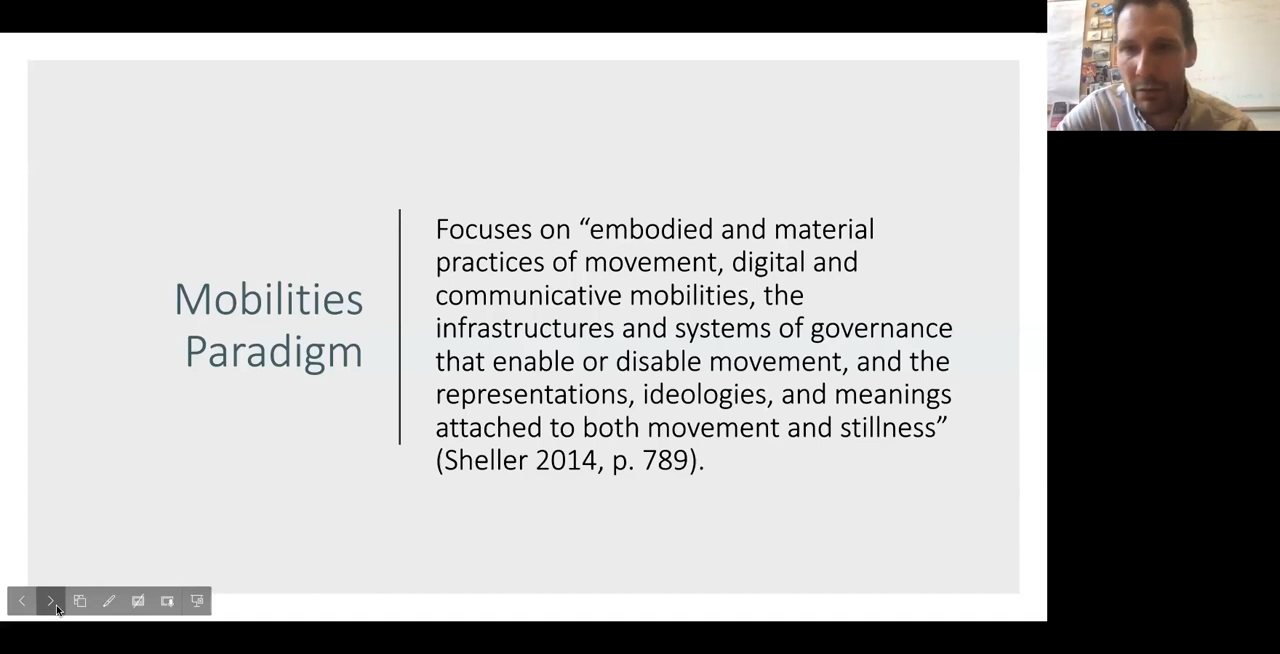 Mobilities
Paradigm
Focuses on “embodied and material
practices of movement, digital and
communicative mobilities, the
infrastructures and systems of governance
that enable or disable movement, and the
representations, ideologies, and meanings
attached to both movement and stillness”
(Sheller 2014, p. 789).